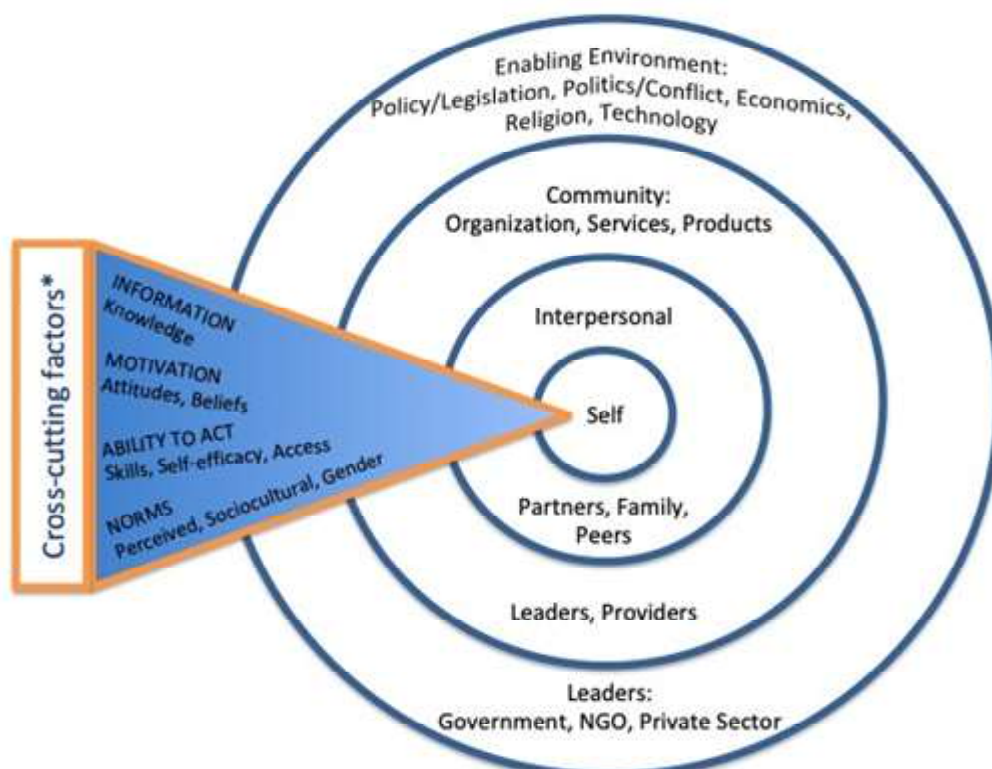 Enabling Environment:
Policy/Legislation, Politics/Conflict, Economics,
Religion, Technology
Community:
Organization, Services, Products
Interpersonal
Self
Partners, Family,
Peers
Leaders, Providers
Leaders:
Government, NGO, Private Sector
Cross-cutting factors*
INFORMATION
Knowledge
MOTIVATION
Attitudes, Beliefs
ABILITY TO ACT
Skills, Self-efficacy, Access
NORMS
Perceived, Sociocultural, Gender